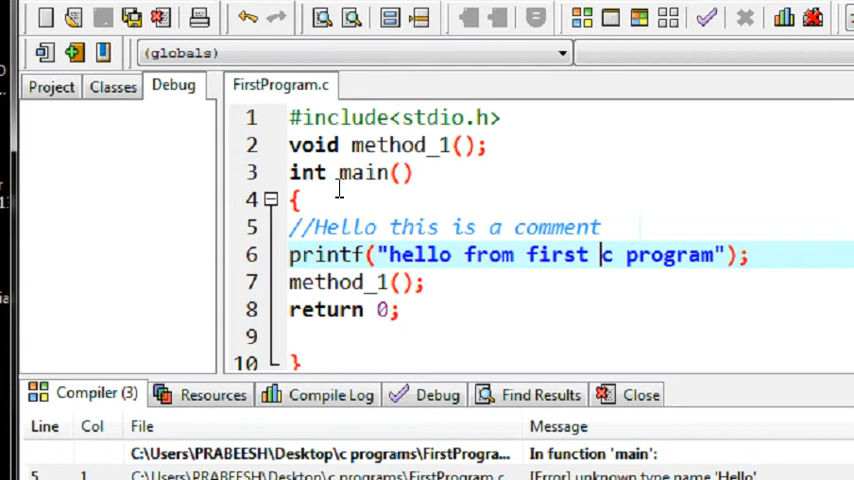 (globals)
Project Classes Debug FirstProgram.c
1 #include<stdio.h>
2 void method_1();
3 int main()
4 {
5 //Hello this is a comment
6 printf("hello from first c program");
7 method_1();
8 return 0;
9
10 }
Compiler (3) Resources Compile Log Debug Find Results Close
Line Col File Message
C:\Users\PRABEESH\Desktop\c programs\FirstProgra... In function 'main':
5 1 C:\Users\PRABEESH\Desktop\c programs\FirstProgram.c [Error] unknown type name 'Hello'